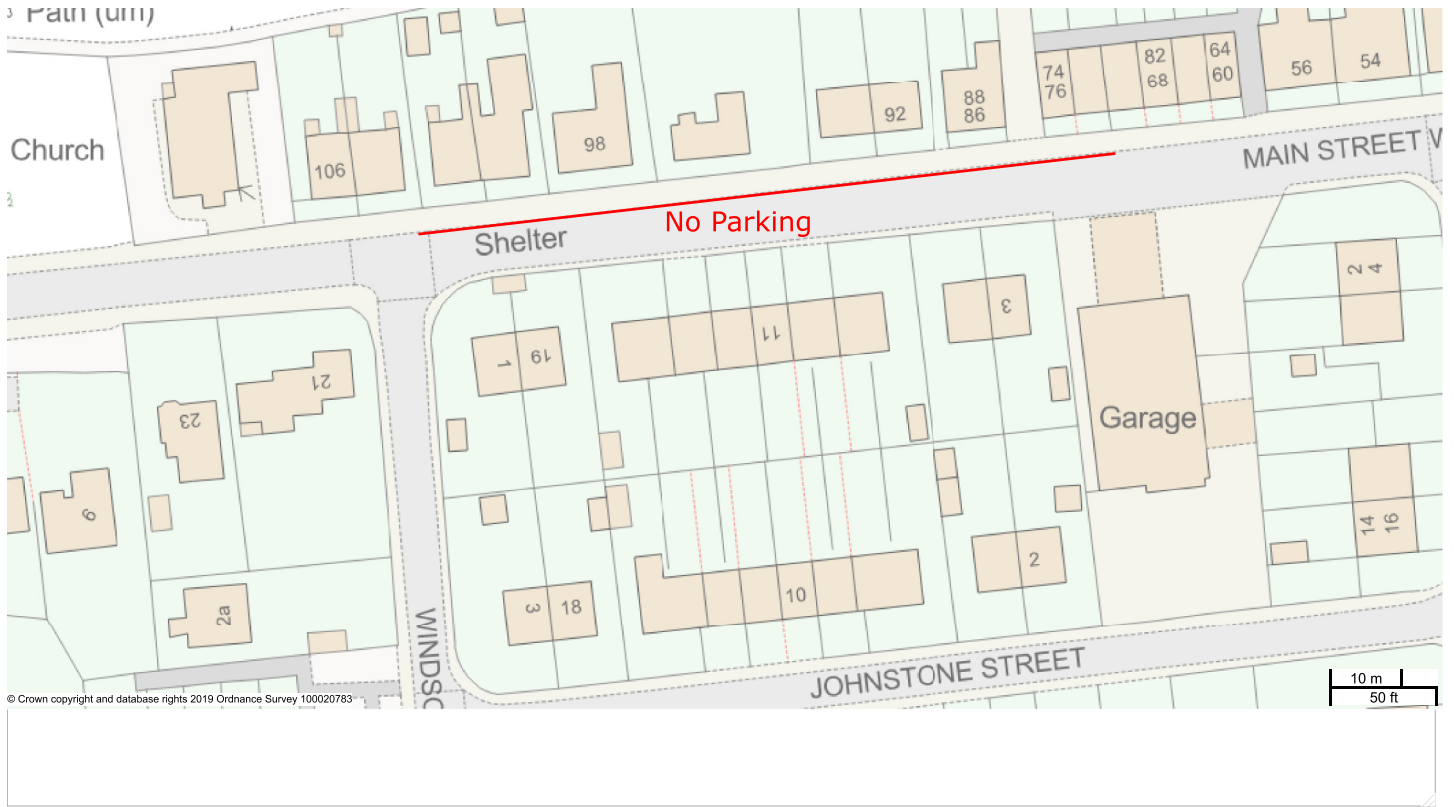 Path (um)
Church
106
98
92
88
86
74
76
82
68
64
60
56
54
MAIN STREET W
No Parking
Shelter
1
19
11
3
2
4
21
23
9
Garage
14
16
2a
3
18
10
2
WINDSO
JOHNSTONE STREET
10 m
50 ft
© Crown copyright and database rights 2019 Ordnance Survey 100020783